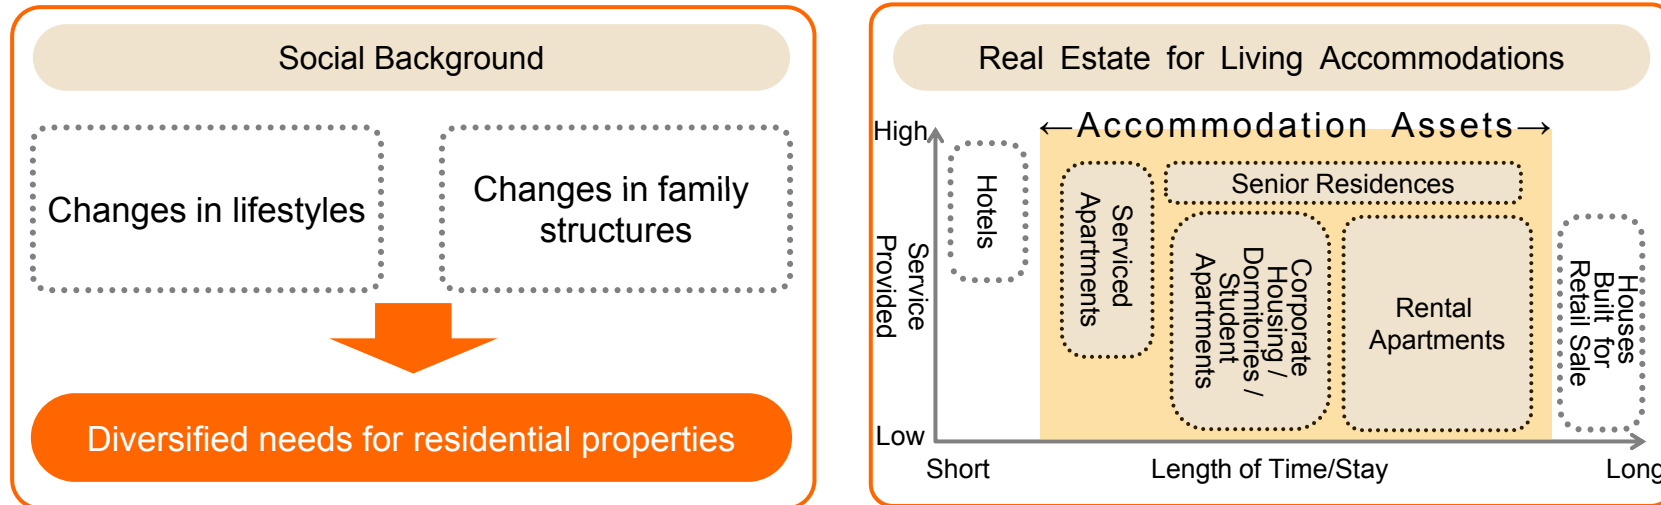 Social Background
Changes in lifestyles
Changes in family
structures
Diversified needs for residential properties
Real Estate for Living Accommodations
←Accommodation Assets→
High
Service
Provided
Low
Hotels
Serviced
Apartments
Senior Residences
Corporate
Housing /
Dormitories /
Student
Apartments
Rental
Apartments
Houses
Built for
Retail Sale
Short
Length of Time/Stay
Long